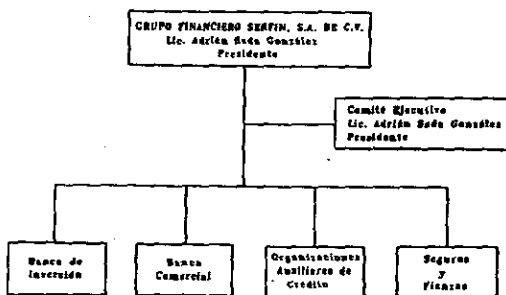 GRUPO FINANCIERO SERFIN, S.A. DE C.V.
Lic. Adrián Sada González
Presidente
Comité Ejecutivo
Lic. Adrián Sada González
Presidente
Banca de
Inversión
Banca
Comercial
Organizaciones
Auxiliares de
Crédito
Seguros
y
Fianzas